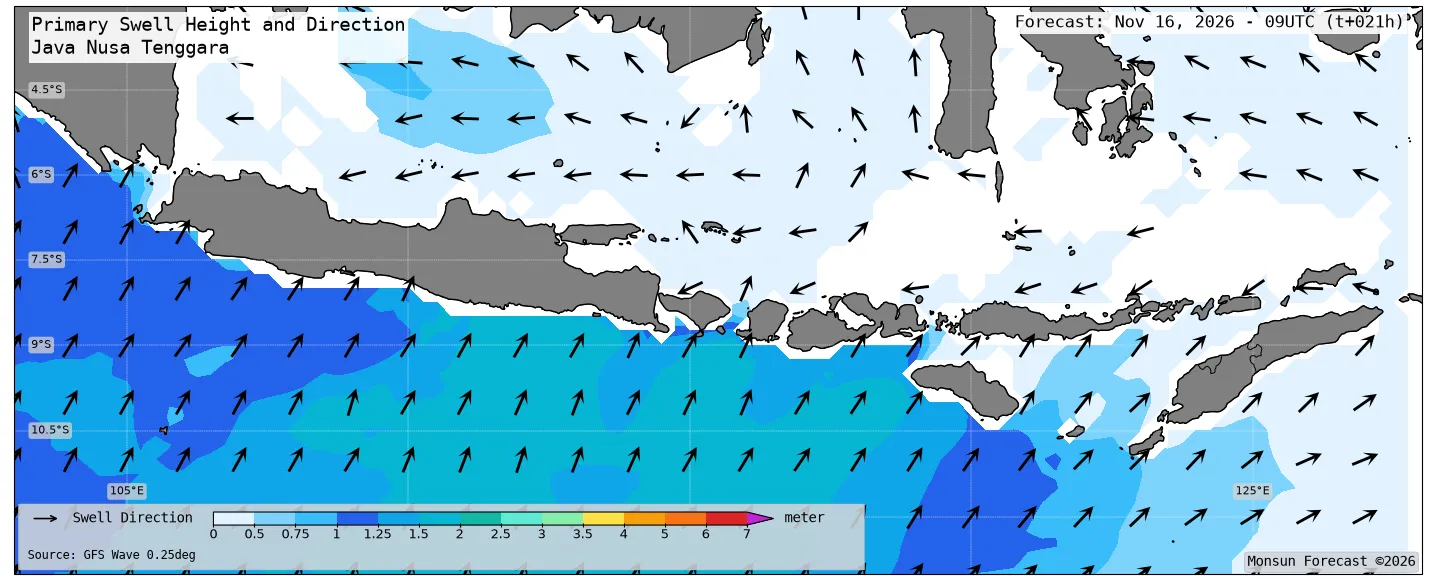 Primary Swell Height and Direction
Java Nusa Tenggara
Forecast: Nov 16, 2026 - 09UTC (t+021h)
4.5°S
6°S
7.5°S
9°S
10.5°S
105°E
125°E
Swell Direction
0 0.5 0.75 1 1.25 1.5 2 2.5 3 3.5 4 5 6 7
meter
Source: GFS Wave 0.25deg
Monsun Forecast ©2026